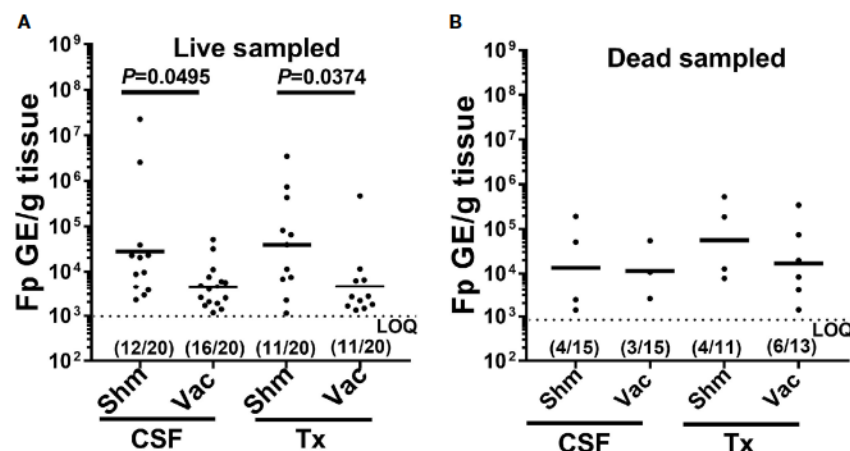 A
Live sampled
P=0.0495 P=0.0374
Fp GE/g tissue
10⁹
10⁸
10⁷
10⁶
10⁵
10⁴
10³
10²
LOQ
(12/20) (16/20) (11/20) (11/20)
Shm Vac Shm Vac
CSF Tx
B
Dead sampled
Fp GE/g tissue
10⁹
10⁸
10⁷
10⁶
10⁵
10⁴
10³
10²
LOQ
(4/15) (3/15) (4/11) (6/13)
Shm Vac Shm Vac
CSF Tx